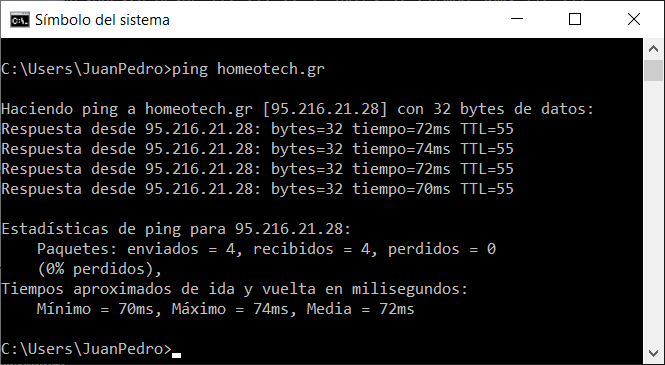 Símbolo del sistema
C:\Users\JuanPedro>ping homeotech.gr
Haciendo ping a homeotech.gr [95.216.21.28] con 32 bytes de datos:
Respuesta desde 95.216.21.28: bytes=32 tiempo=72ms TTL=55
Respuesta desde 95.216.21.28: bytes=32 tiempo=74ms TTL=55
Respuesta desde 95.216.21.28: bytes=32 tiempo=72ms TTL=55
Respuesta desde 95.216.21.28: bytes=32 tiempo=70ms TTL=55
Estadísticas de ping para 95.216.21.28:
Paquetes: enviados = 4, recibidos = 4, perdidos = 0
(0% perdidos),
Tiempos aproximados de ida y vuelta en milisegundos:
Mínimo = 70ms, Máximo = 74ms, Media = 72ms
C:\Users\JuanPedro>